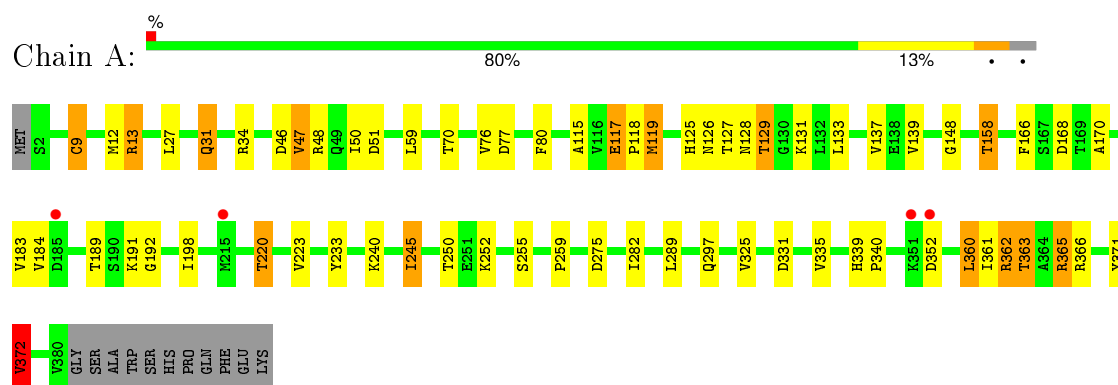 %
Chain A:
80% 13% • •
MET S2 C9 M12 R13 L27 Q31 R34 D46 V47 R48 Q49 I50 D51 L59 T70 V76 D77 F80 A115 V116 E117 P118 M119 H125 N126 T127 N128 T129 G130 K131 L132 L133 V137 E138 V139 G148 T158 F166 S167 D168 T169 A170
V183 V184 D185 T189 S190 K191 G192 I198 M215 T220 V223 Y233 K240 I245 T250 E251 K252 S255 P259 D275 I282 L289 Q297 V325 D331 V335 H339 P340 K351 D352 L360 I361 R362 T363 A364 R365 R366 Y371
V372 V380 GLY SER ALA TRP SER HIS PRO GLN PHE GLU LYS